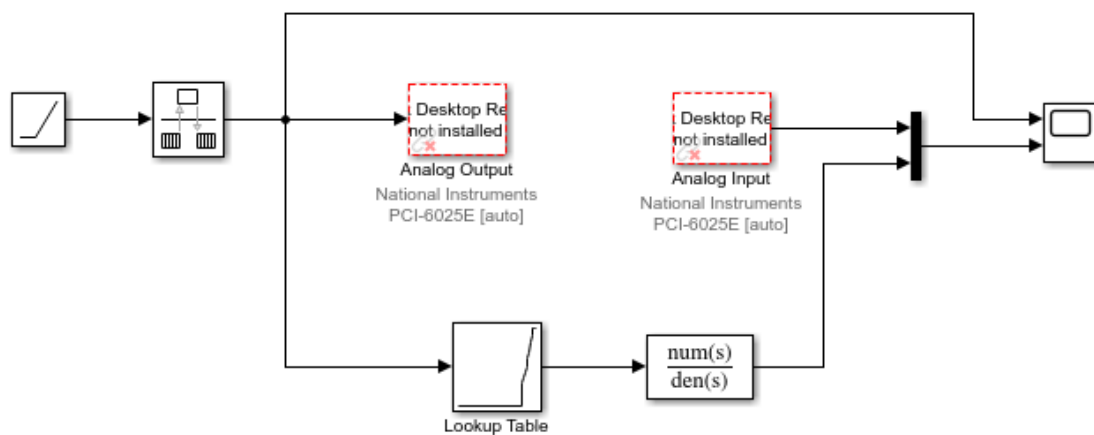 Desktop Re
not installed
Analog Output
National Instruments
PCI-6025E [auto]
Desktop Re
not installed
Analog Input
National Instruments
PCI-6025E [auto]
num(s)
den(s)
Lookup Table